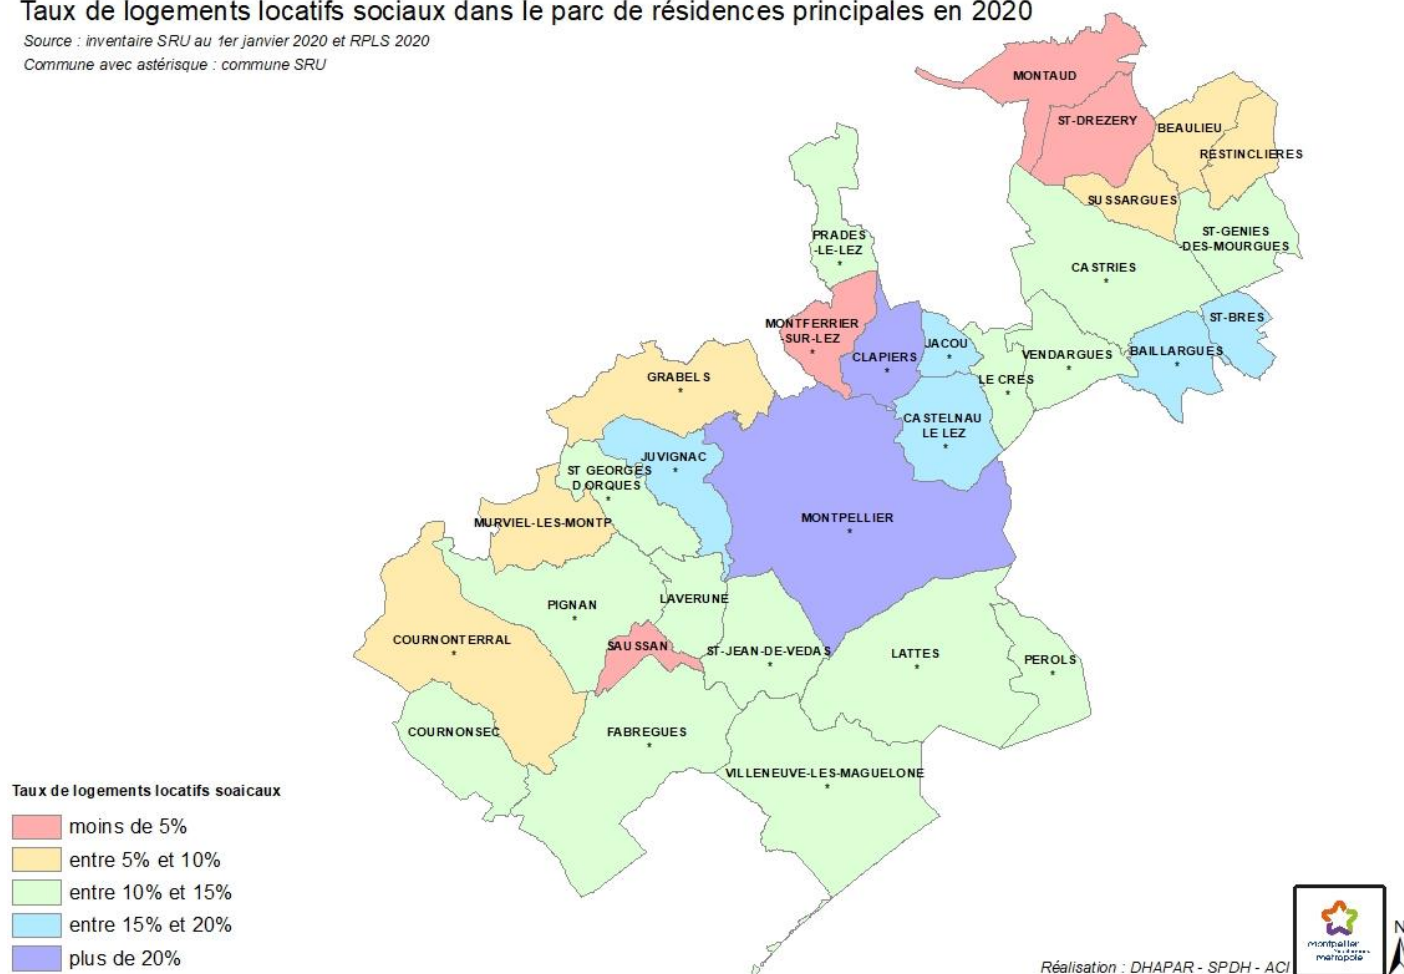 Taux de logements locatifs sociaux dans le parc de résidences principales en 2020
Source : inventaire SRU au 1er janvier 2020 et RPLS 2020
Commune avec astérisque : commune SRU
MONTAUD
ST-DREZERY
BEAULIEU
RESTINCLIERES
SUSSARGUES
ST-GENIES
-DES-MOURGUES
PRADES
-LE-LEZ
*
CASTRIES
*
MONTFERRIER
-SUR-LEZ
*
CLAPIERS
*
JACOU
*
ST-BRES
VENDARGUES
*
BAILLARGUES
*
LE CRES
*
GRABELS
*
CASTELNAU
LE LEZ
*
JUVIGNAC
*
ST GEORGES
D ORQUES
*
MURVIEL-LES-MONTP
MONTPELLIER
*
PIGNAN
*
LAVERUNE
COURNONTERRAL
*
SAUSSAN
ST-JEAN-DE-VEDAS
*
LATTES
*
PEROLS
*
COURNONSEC
FABREGUES
*
VILLENEUVE-LES-MAGUELONE
*
Taux de logements locatifs soaicaux
moins de 5%
entre 5% et 10%
entre 10% et 15%
entre 15% et 20%
plus de 20%
Réalisation : DHAPAR - SPDH - ACI
montpellier
métropole
N